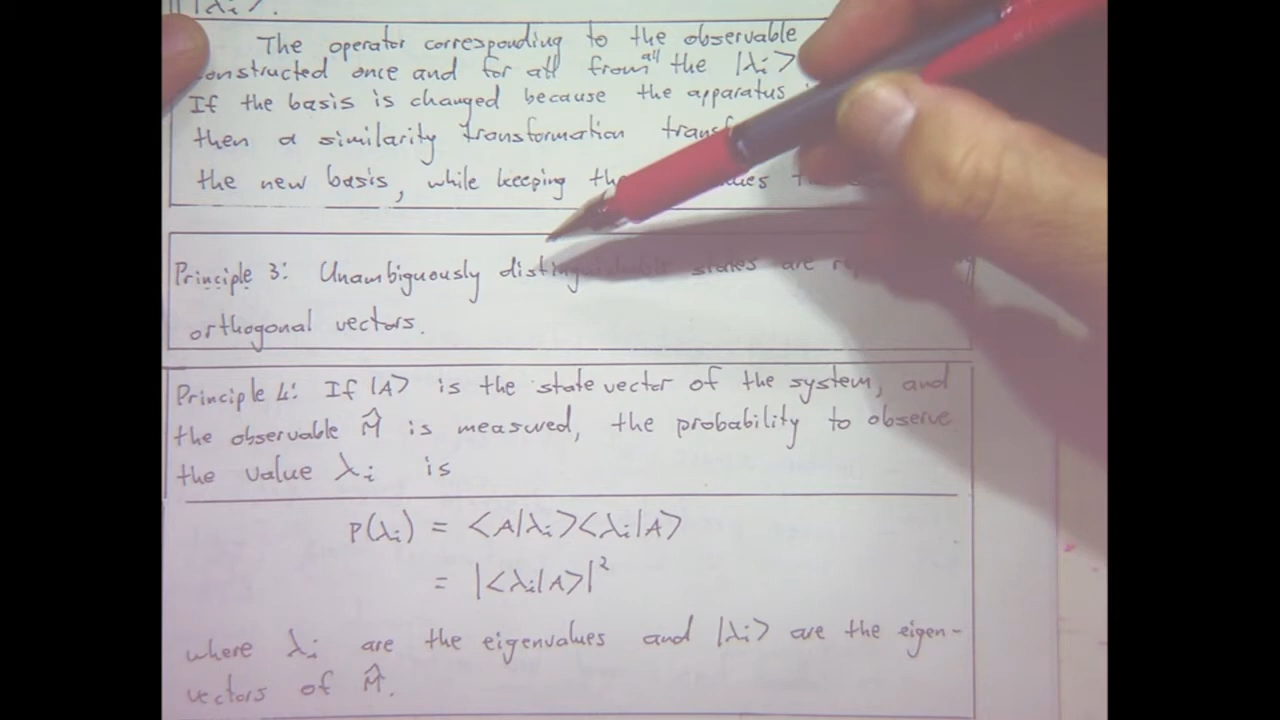 |λi>.
The operator corresponding to the observable
constructed once and for all from all the |λi>
If the basis is changed because the apparatus
then a similarity transformation
the new basis, while keeping
Principle 3: Unambiguously distinguishable states are
orthogonal vectors.
Principle 4: If |A> is the state vector of the system, and
the observable M̂ is measured, the probability to observe
the value λi is
P(λi) = <A|λi><λi|A>
= |<λi|A>|²
where λi are the eigenvalues and |λi> are the eigen-
vectors of M̂.